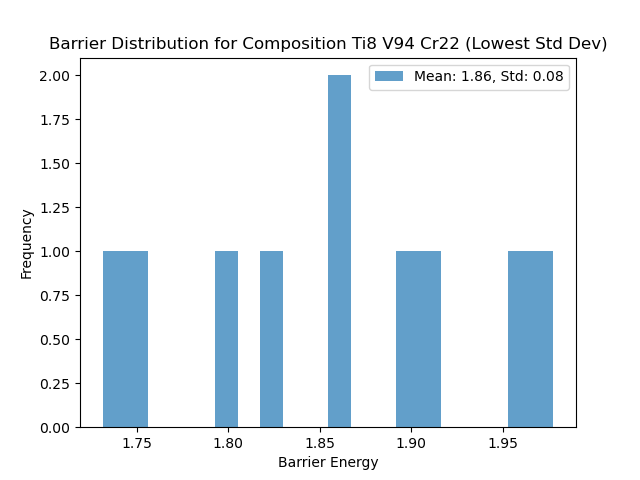 Barrier Distribution for Composition Ti8 V94 Cr22 (Lowest Std Dev)
Mean: 1.86, Std: 0.08
2.00
1.75
1.50
1.25
1.00
0.75
0.50
0.25
0.00
Frequency
1.75 1.80 1.85 1.90 1.95
Barrier Energy